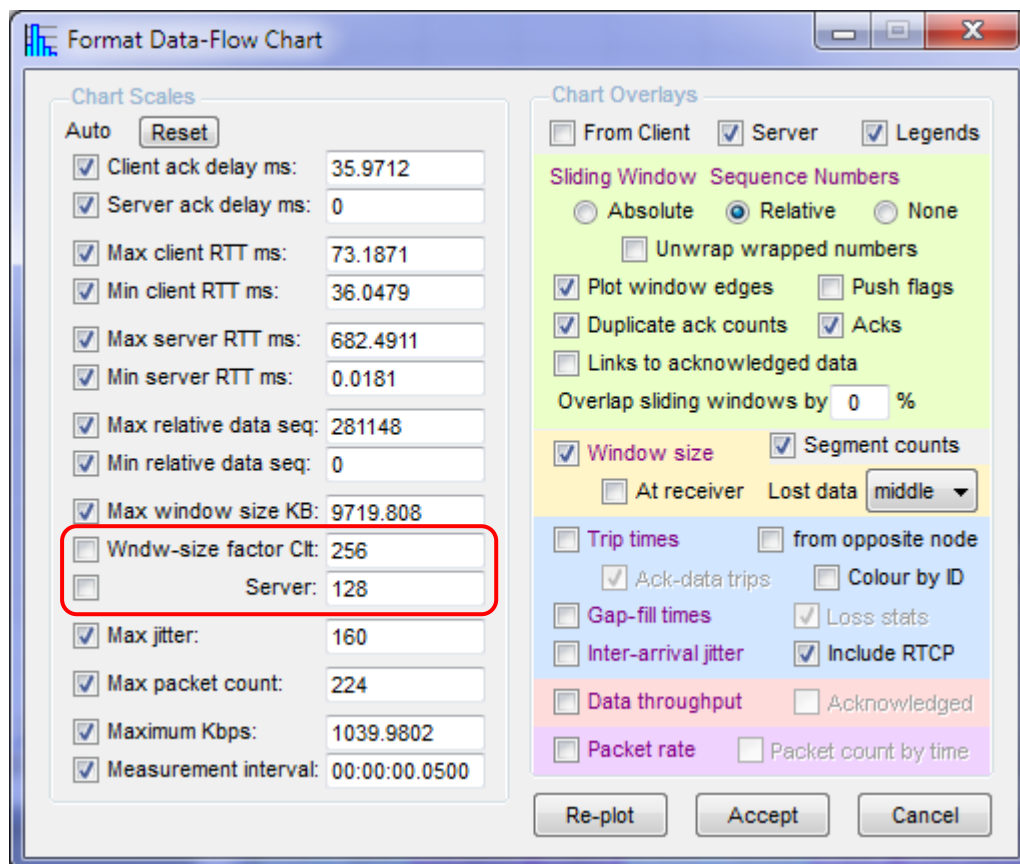 Format Data-Flow Chart
Chart Scales
Auto Reset
Client ack delay ms: 35.9712
Server ack delay ms: 0
Max client RTT ms: 73.1871
Min client RTT ms: 36.0479
Max server RTT ms: 682.4911
Min server RTT ms: 0.0181
Max relative data seq: 281148
Min relative data seq: 0
Max window size KB: 9719.808
Wndw-size factor Clt: 256
Server: 128
Max jitter: 160
Max packet count: 224
Maximum Kbps: 1039.9802
Measurement interval: 00:00:00.0500
Chart Overlays
From Client Server Legends
Sliding Window Sequence Numbers
Absolute Relative None
Unwrap wrapped numbers
Plot window edges Push flags
Duplicate ack counts Acks
Links to acknowledged data
Overlap sliding windows by 0 %
Window size Segment counts
At receiver Lost data middle
Trip times from opposite node
Ack-data trips Colour by ID
Gap-fill times Loss stats
Inter-arrival jitter Include RTCP
Data throughput Acknowledged
Packet rate Packet count by time
Re-plot Accept Cancel